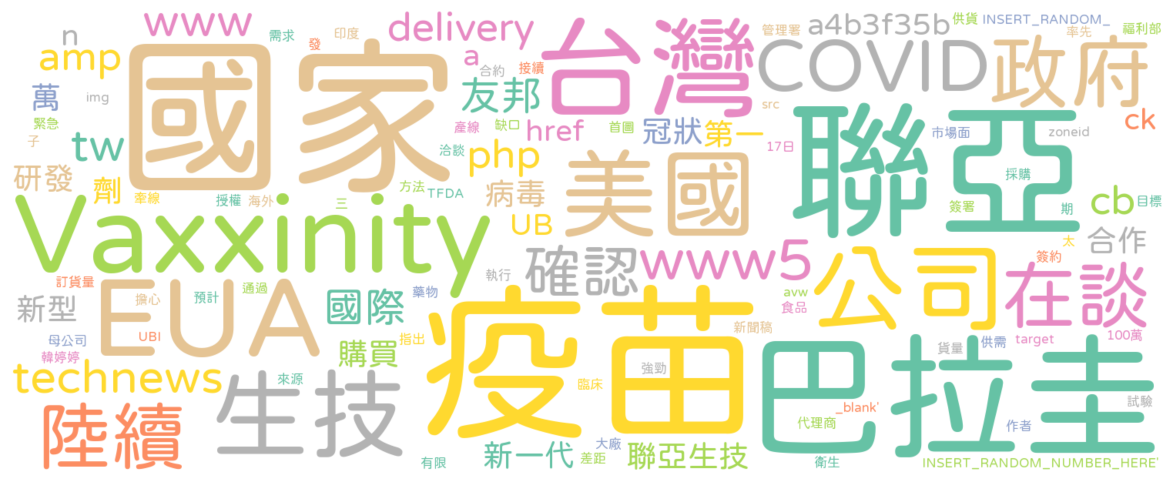 www
delivery
台灣
a4b3f35b
供貨
INSERT_RANDOM_
n
需求
發
印度
管理署
率先
福利部
amp
國家
a
合約
接續
友邦
COVID
政府
萬
img
src
緊急
子
產線
缺口
href
首圖
冠狀
第一
ck
tw
洽談
php
美國
17日
聯亞
市場面
zoneid
研發
劑
牽線
授權
海外
三
方法
TFDA
病毒
採購
cb
目標
Vaxxinity
UB
簽署
期
合作
太
確認
www5
公司
在談
簽約
訂貨量
擔心
預計
通過
藥物
執行
avw
食品
新型
EUA
國際
疫苗
新聞稿
UBI
母公司
韓婷婷
購買
指出
巴拉圭
貨量
供需
target
100萬
technews
來源
臨床
強勁
試驗
陸續
生技
_blank'
代理商
作者
有限
新一代
大廠
差距
聯亞生技
衛生
INSERT_RANDOM_NUMBER_HERE'